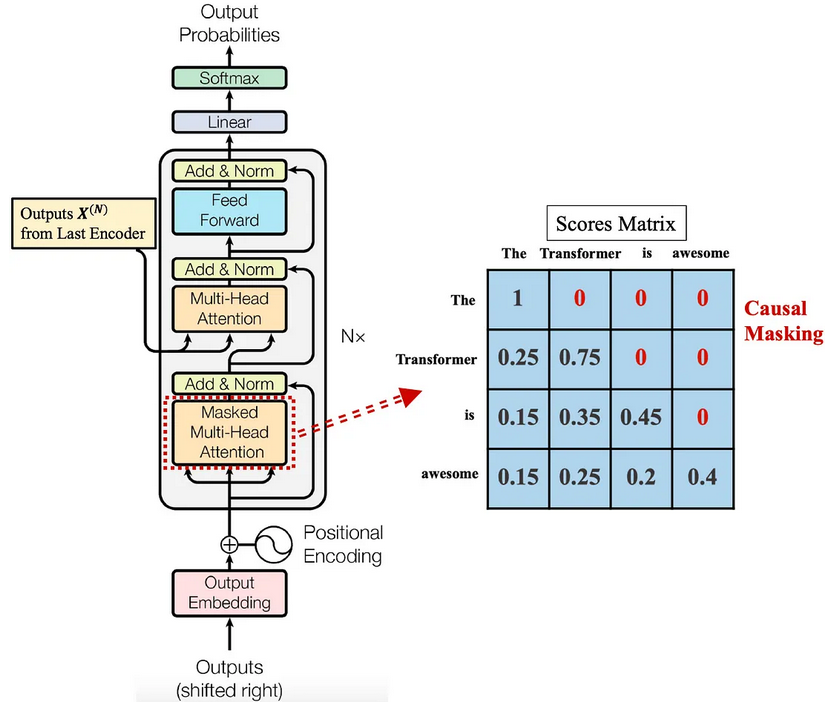 Output
Probabilities
Softmax
Linear
Add & Norm
Feed
Forward
Outputs X^(N)
from Last Encoder
Add & Norm
Multi-Head
Attention
N×
Add & Norm
Masked
Multi-Head
Attention
Positional
Encoding
Output
Embedding
Outputs
(shifted right)
Scores Matrix
The Transformer is awesome
The 1 0 0 0
Transformer 0.25 0.75 0 0
is 0.15 0.35 0.45 0
awesome 0.15 0.25 0.2 0.4
Causal
Masking